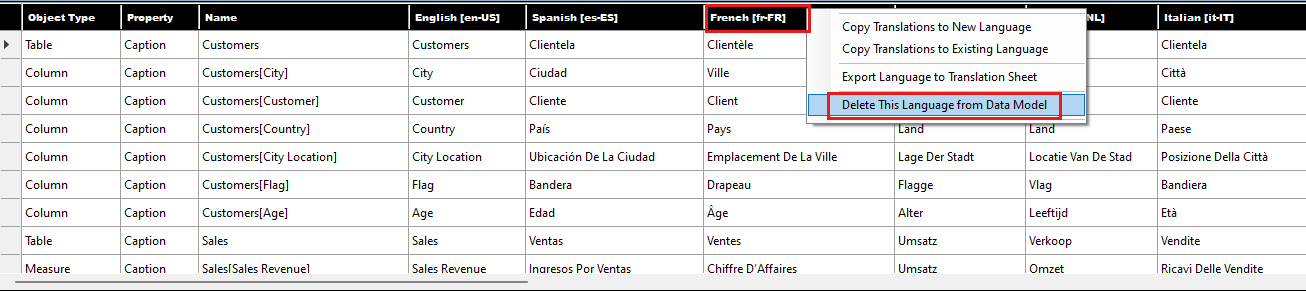 Object Type Property Name English [en-US] Spanish [es-ES] French [fr-FR] NL] Italian [it-IT]
Copy Translations to New Language
Copy Translations to Existing Language
Export Language to Translation Sheet
Delete This Language from Data Model
Table Caption Customers Customers Clientela Clientèle Clientela
Column Caption Customers[City] City Ciudad Ville Città
Column Caption Customers[Customer] Customer Cliente Client Cliente
Column Caption Customers[Country] Country País Pays Land Land Paese
Column Caption Customers[City Location] City Location Ubicación De La Ciudad Emplacement De La Ville Lage Der Stadt Locatie Van De Stad Posizione Della Città
Column Caption Customers[Flag] Flag Bandera Drapeau Flagge Vlag Bandiera
Column Caption Customers[Age] Age Edad Âge Alter Leeftijd Età
Table Caption Sales Sales Ventas Ventes Umsatz Verkoop Vendite
Measure Caption Sales[Sales Revenue] Sales Revenue Ingresos Por Ventas Chiffre D'Affaires Umsatz Omzet Ricavi Delle Vendite